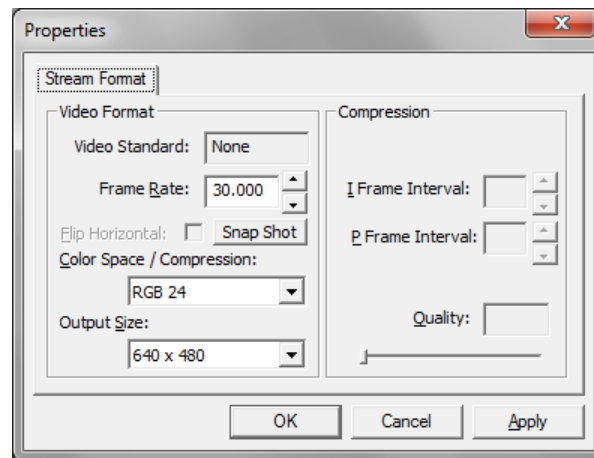 Properties
Stream Format
Video Format
Video Standard: None
Frame Rate: 30.000
Flip Horizontal: Snap Shot
Color Space / Compression:
RGB 24
Output Size:
640 x 480
Compression
I Frame Interval:
P Frame Interval:
Quality:
OK Cancel Apply